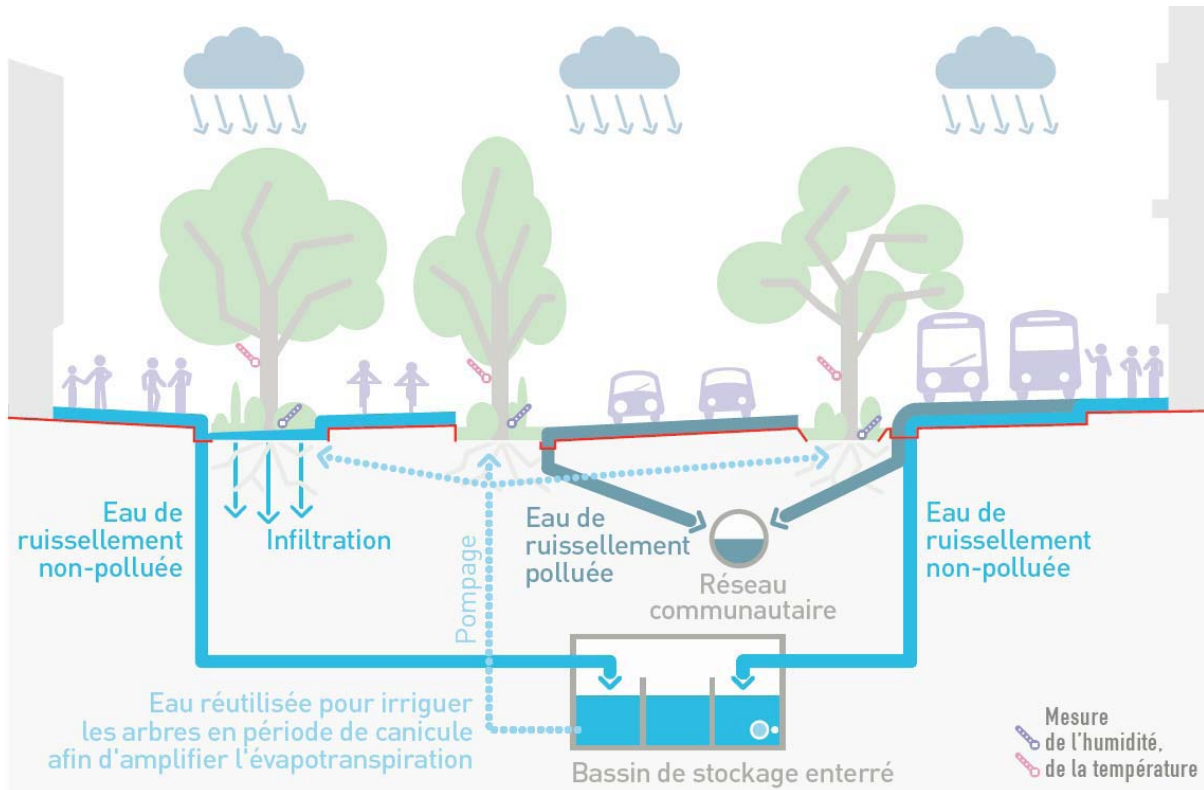 Eau de
ruissellement
non-polluée
Infiltration
Pompage
Eau de
ruissellement
polluée
Réseau
communautaire
Eau de
ruissellement
non-polluée
Eau réutilisée pour irriguer
les arbres en période de canicule
afin d'amplifier l'évapotranspiration
Bassin de stockage enterré
Mesure
de l'humidité,
de la température